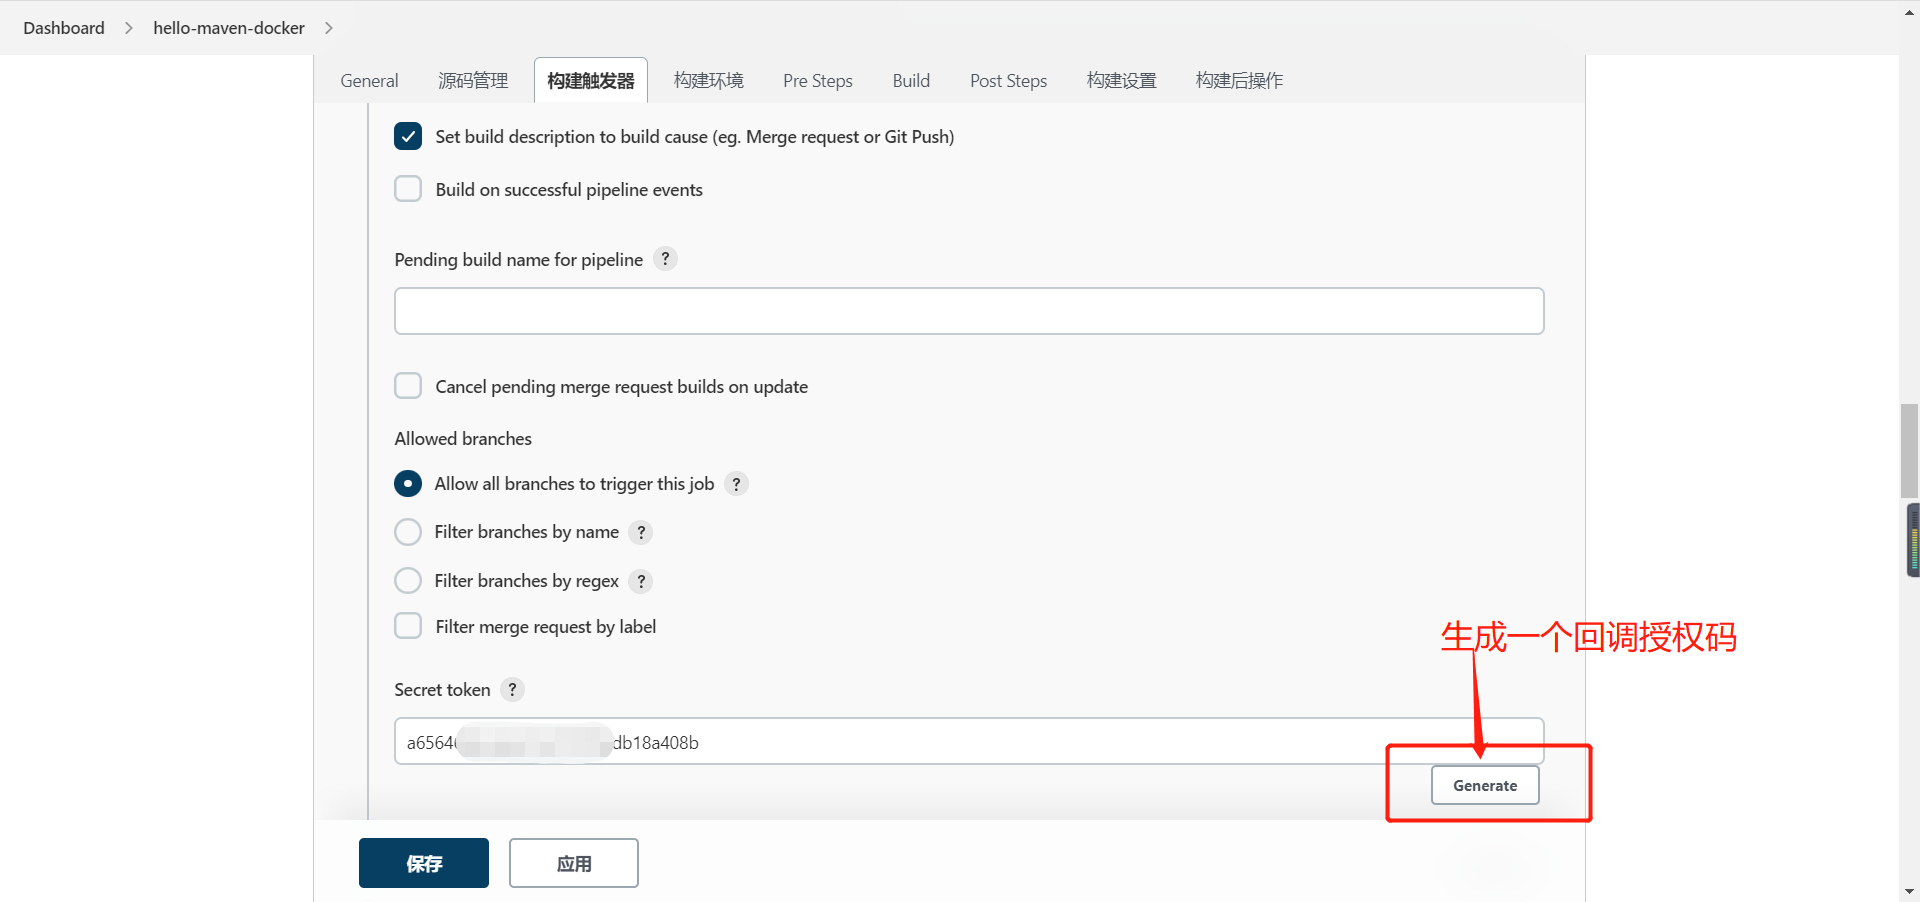 Dashboard > hello-maven-docker >
General 源码管理 构建触发器 构建环境 Pre Steps Build Post Steps 构建设置 构建后操作
Set build description to build cause (eg. Merge request or Git Push)
Build on successful pipeline events
Pending build name for pipeline ?
Cancel pending merge request builds on update
Allowed branches
Allow all branches to trigger this job ?
Filter branches by name ?
Filter branches by regex ?
Filter merge request by label
生成一个回调授权码
Secret token ?
a6564 db18a408b
Generate
保存 应用